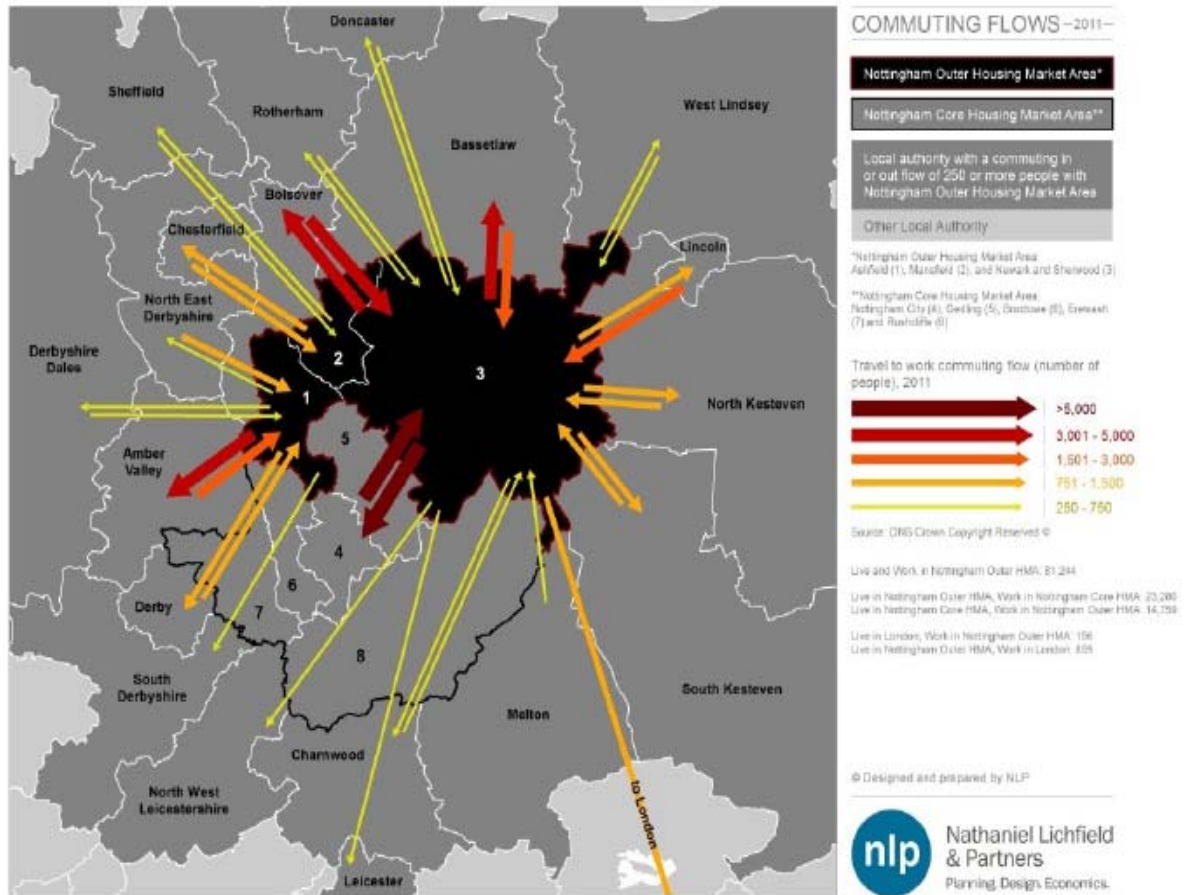 Doncaster
Sheffield
Rotherham
West Lindsey
Bassetlaw
Bolsover
Chesterfield
Lincoln
North East
Derbyshire
Derbyshire
Dales
2
3
1
North Kesteven
5
Amber
Valley
4
6
Derby
7
8
South
Derbyshire
South Kesteven
Melton
Charnwood
North West
Leicestershire
to London
Leicester
COMMUTING FLOWS –2011–
Nottingham Outer Housing Market Area*
Nottingham Core Housing Market Area**
Local authority with a commuting in
or out flow of 250 or more people with
Nottingham Outer Housing Market Area
Other Local Authority
*Nottingham Outer Housing Market Area:
Ashfield (1), Mansfield (2), and Newark and Sherwood (3)
**Nottingham Core Housing Market Area:
Nottingham City (4), Gedling (5), Broxtowe (6), Erewash
(7) and Rushcliffe (8)
Travel to work commuting flow (number of
people), 2011
>5,000
3,001 - 5,000
1,501 - 3,000
751 - 1,500
250 - 750
Source: ONS Crown Copyright Reserved ©
Live and Work in Nottingham Outer HMA: 81,244
Live in Nottingham Outer HMA, Work in Nottingham Core HMA:
Live in Nottingham Core HMA, Work in Nottingham Outer HMA: 14,759
Live in London, Work in Nottingham Outer HMA:
Live in Nottingham Outer HMA, Work in London:
© Designed and prepared by NLP
nlp
Nathaniel Lichfield
& Partners
Planning. Design. Economics.